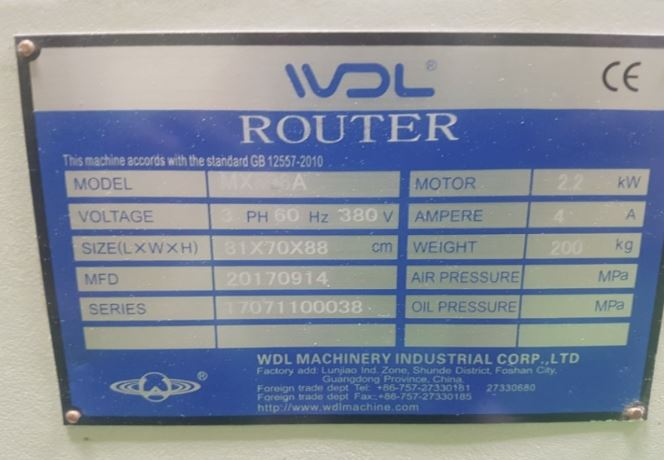 WDL® CE
ROUTER
This machine accords with the standard GB 12557-2010
MODEL MOTOR 2.2 kW
VOLTAGE 3 PH 60 Hz 380 V AMPERE 4 A
SIZE(L×W×H) 81X70X88 cm WEIGHT 200 kg
MFD 20170914 AIR PRESSURE MPa
SERIES 17071100038 OIL PRESSURE MPa
WDL MACHINERY INDUSTRIAL CORP.,LTD
Factory add: Lunjiao Ind. Zone, Shunde District, Foshan City,
Guangdong Province, China.
® Foreign trade dept Tel: +86-757-27330181 27330680
Foreign trade dept Fax:+86-757-27330185
http://www.wdlmachine.com